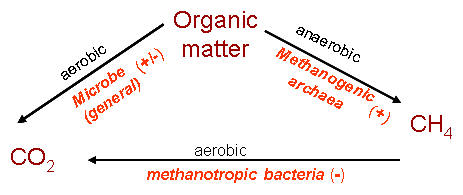 Organic
matter
aerobic
Microbe (+/-)
(general)
anaerobic
Methanogenic (+)
archaea
CH4
CO2
aerobic
methanotropic bacteria (-)